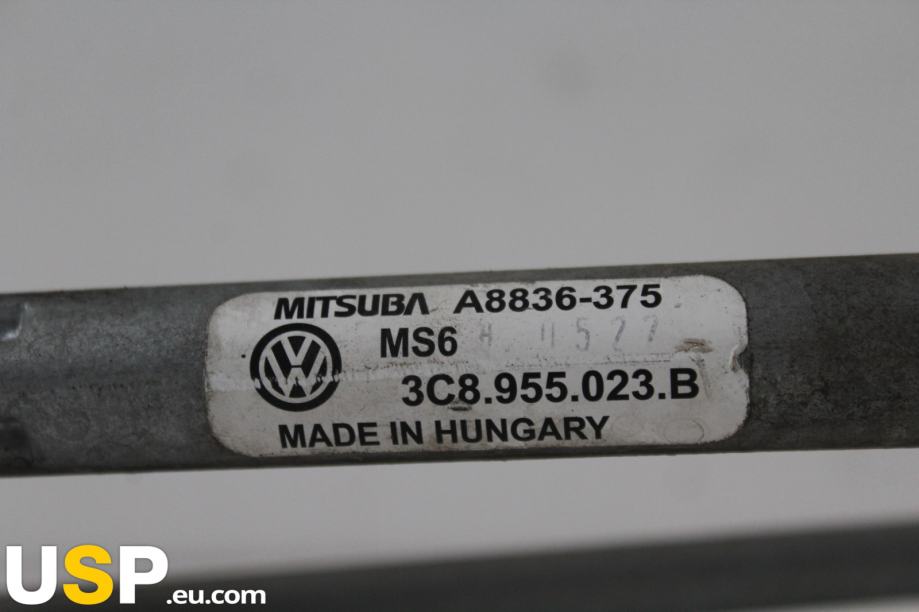 MITSUBA A8836-375
MS6
3C8.955.023.B
MADE IN HUNGARY
USP.eu.com